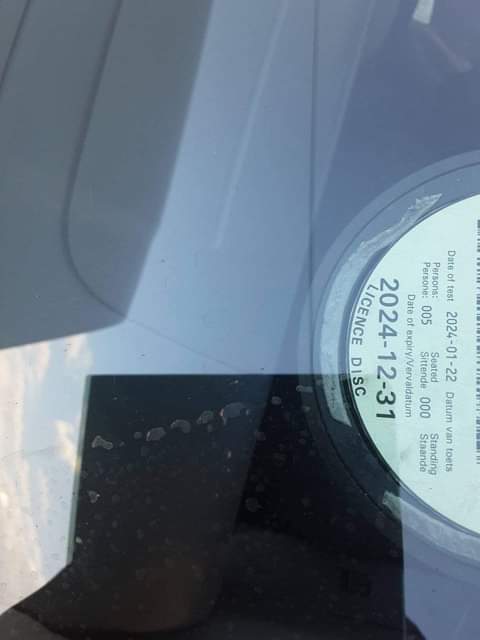 Date of test 2024-01-22 Datum van toets
Persons: Seated Standing
Persone: 005 Sittende 000 Staande
Date of expiry/Vervaldatum
2024-12-31
LICENCE DISC